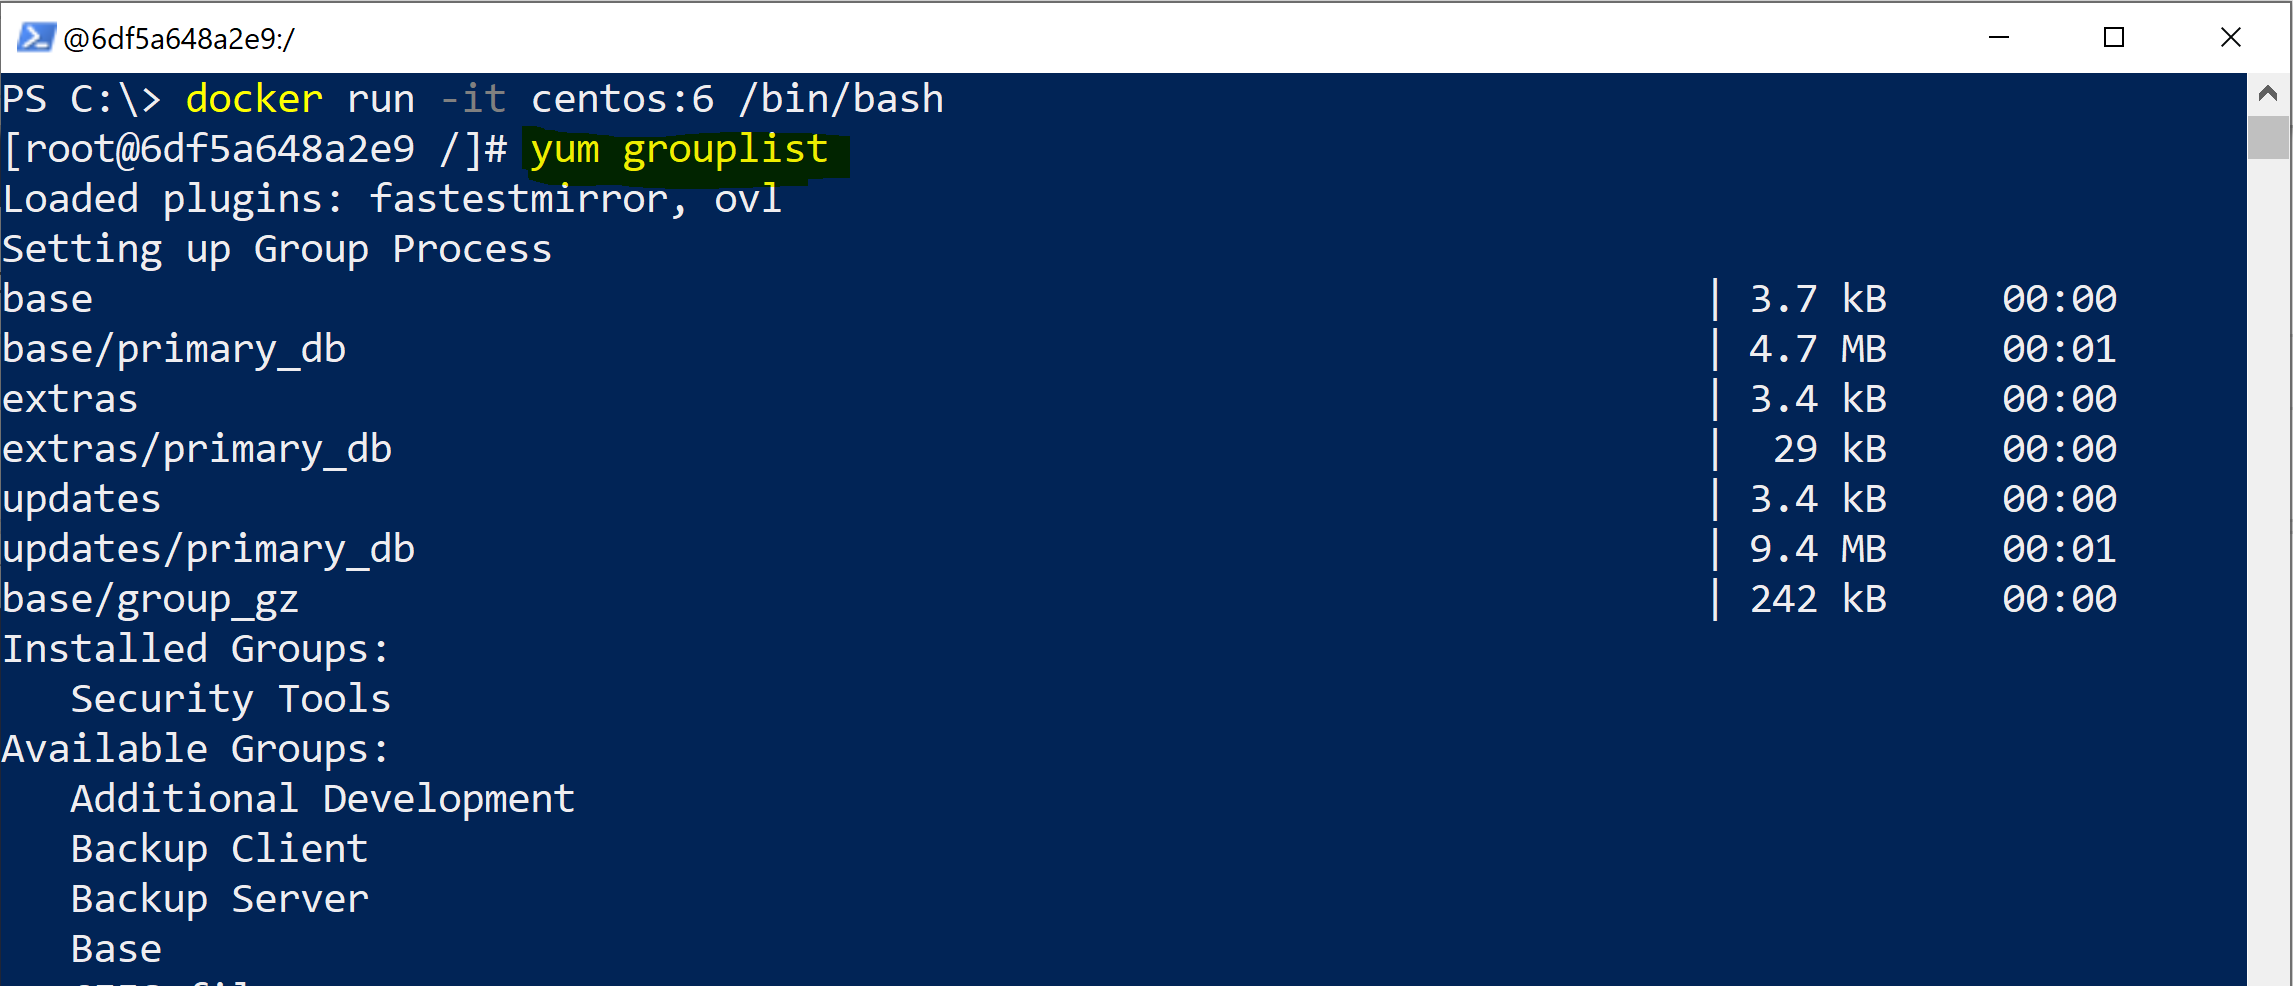 @6df5a648a2e9:/
PS C:\> docker run -it centos:6 /bin/bash
[root@6df5a648a2e9 /]# yum grouplist
Loaded plugins: fastestmirror, ovl
Setting up Group Process
base | 3.7 kB 00:00
base/primary_db | 4.7 MB 00:01
extras | 3.4 kB 00:00
extras/primary_db | 29 kB 00:00
updates | 3.4 kB 00:00
updates/primary_db | 9.4 MB 00:01
base/group_gz | 242 kB 00:00
Installed Groups:
Security Tools
Available Groups:
Additional Development
Backup Client
Backup Server
Base